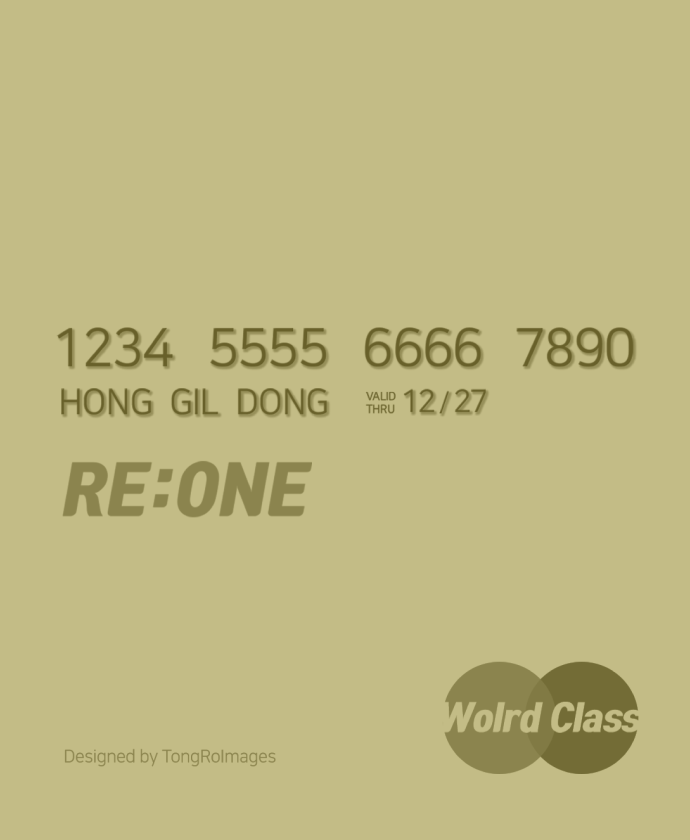 1234 5555 6666 7890
HONG GIL DONG VALID THRU 12/27
RE:ONE
Wolrd Class
Designed by TongRoImages